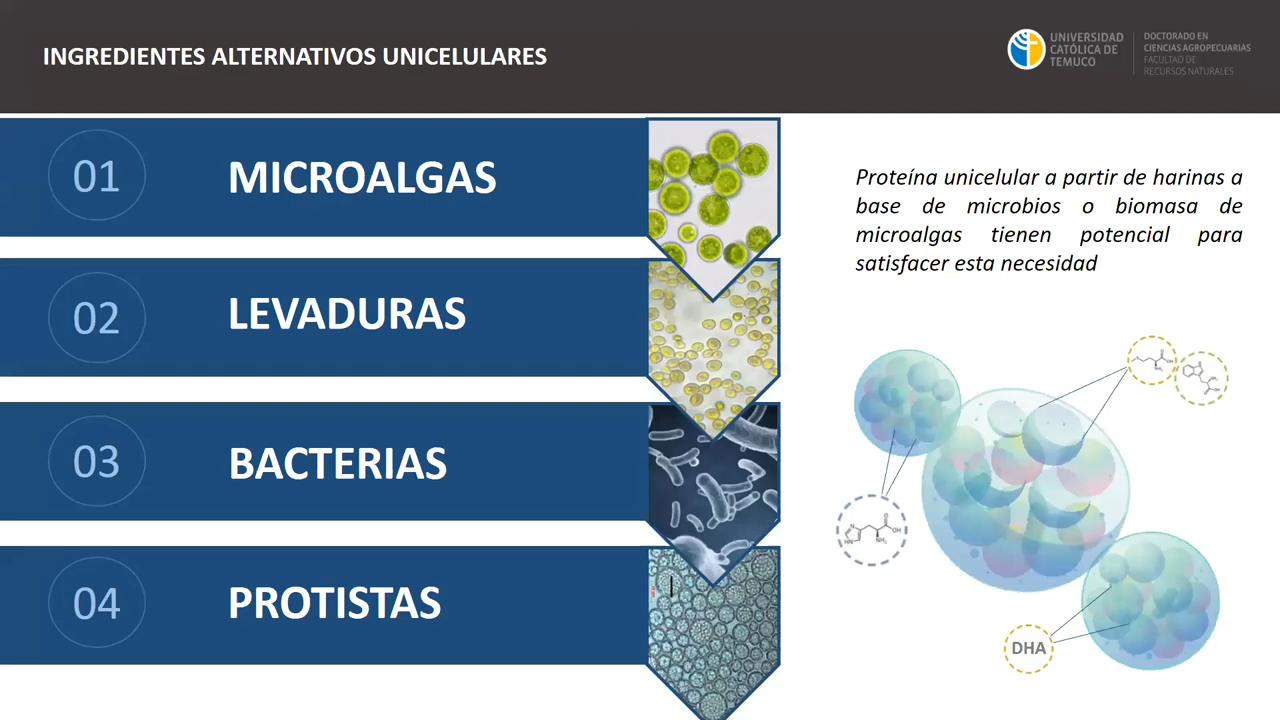 INGREDIENTES ALTERNATIVOS UNICELULARES
UNIVERSIDAD
CATÓLICA DE
TEMUCO
DOCTORADO EN
CIENCIAS AGROPECUARIAS
FACULTAD DE
RECURSOS NATURALES
01
MICROALGAS
02
LEVADURAS
03
BACTERIAS
04
PROTISTAS
Proteína unicelular a partir de harinas a
base de microbios o biomasa de
microalgas tienen potencial para
satisfacer esta necesidad
DHA